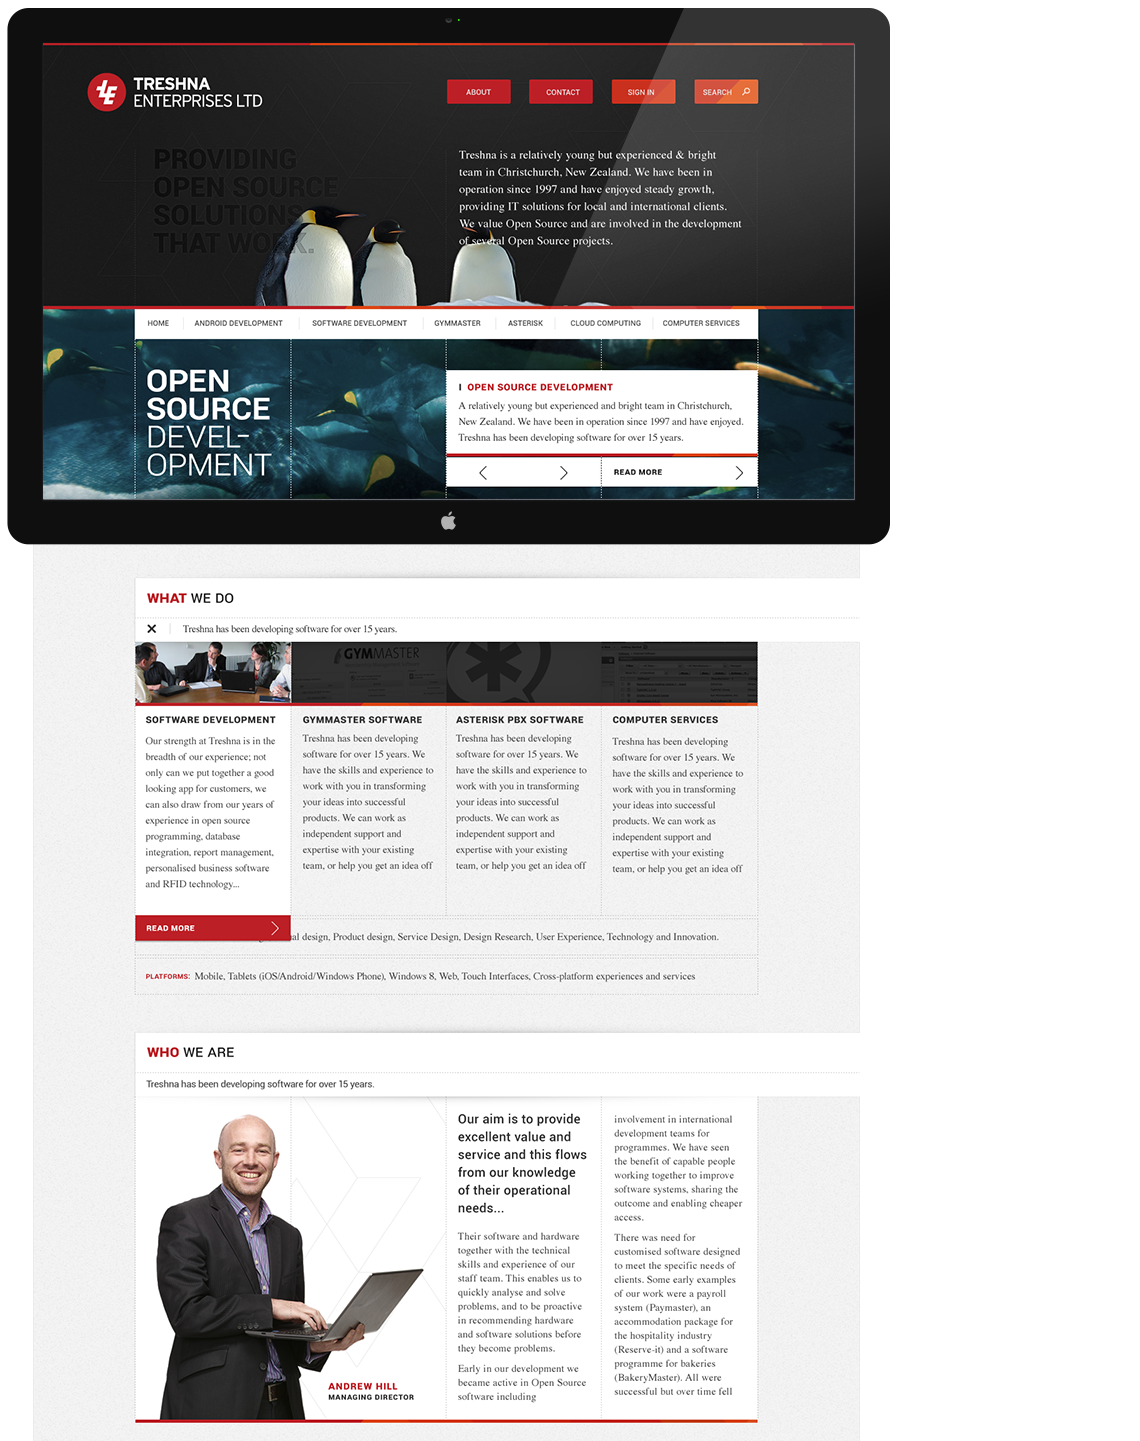 TRESHNA
ENTERPRISES LTD
ABOUT
CONTACT
SIGN IN
SEARCH
PROVIDING
OPEN SOURCE
SOLUTIONS
THAT WORK.
Treshna is a relatively young but experienced & bright
team in Christchurch, New Zealand. We have been in
operation since 1997 and have enjoyed steady growth,
providing IT solutions for local and international clients.
We value Open Source and are involved in the development
of several Open Source projects.
HOME
ANDROID DEVELOPMENT
SOFTWARE DEVELOPMENT
GYMMASTER
ASTERISK
CLOUD COMPUTING
COMPUTER SERVICES
OPEN
SOURCE
DEVEL-
OPMENT
I OPEN SOURCE DEVELOPMENT
A relatively young but experienced and bright team in Christchurch,
New Zealand. We have been in operation since 1997 and have enjoyed.
Treshna has been developing software for over 15 years.
READ MORE
WHAT WE DO
Treshna has been developing software for over 15 years.
GYMMASTER
SOFTWARE DEVELOPMENT
Our strength at Treshna is in the
breadth of our experience; not
only can we put together a good
looking app for customers, we
can also draw from our years of
experience in open source
programming, database
integration, report management,
personalised business software
and RFID technology...
READ MORE
GYMMASTER SOFTWARE
Treshna has been developing
software for over 15 years. We
have the skills and experience to
work with you in transforming
your ideas into successful
products. We can work as
independent support and
expertise with your existing
team, or help you get an idea off
ASTERISK PBX SOFTWARE
Treshna has been developing
software for over 15 years. We
have the skills and experience to
work with you in transforming
your ideas into successful
products. We can work as
independent support and
expertise with your existing
team, or help you get an idea off
COMPUTER SERVICES
Treshna has been developing
software for over 15 years. We
have the skills and experience to
work with you in transforming
your ideas into successful
products. We can work as
independent support and
expertise with your existing
team, or help you get an idea off
design, Product design, Service Design, Design Research, User Experience, Technology and Innovation.
PLATFORMS: Mobile, Tablets (iOS/Android/Windows Phone), Windows 8, Web, Touch Interfaces, Cross-platform experiences and services
WHO WE ARE
Treshna has been developing software for over 15 years.
ANDREW HILL
MANAGING DIRECTOR
Our aim is to provide
excellent value and
service and this flows
from our knowledge
of their operational
needs...
Their software and hardware
together with the technical
skills and experience of our
staff team. This enables us to
quickly analyse and solve
problems, and to be proactive
in recommending hardware
and software solutions before
they become problems.
Early in our development we
became active in Open Source
software including
involvement in international
development teams for
programmes. We have seen
the benefit of capable people
working together to improve
software systems, sharing the
outcome and enabling cheaper
access.
There was need for
customised software designed
to meet the specific needs of
clients. Some early examples
of our work were a payroll
system (Paymaster), an
accommodation package for
the hospitality industry
(Reserve-it) and a software
programme for bakeries
(BakeryMaster). All were
successful but over time fell